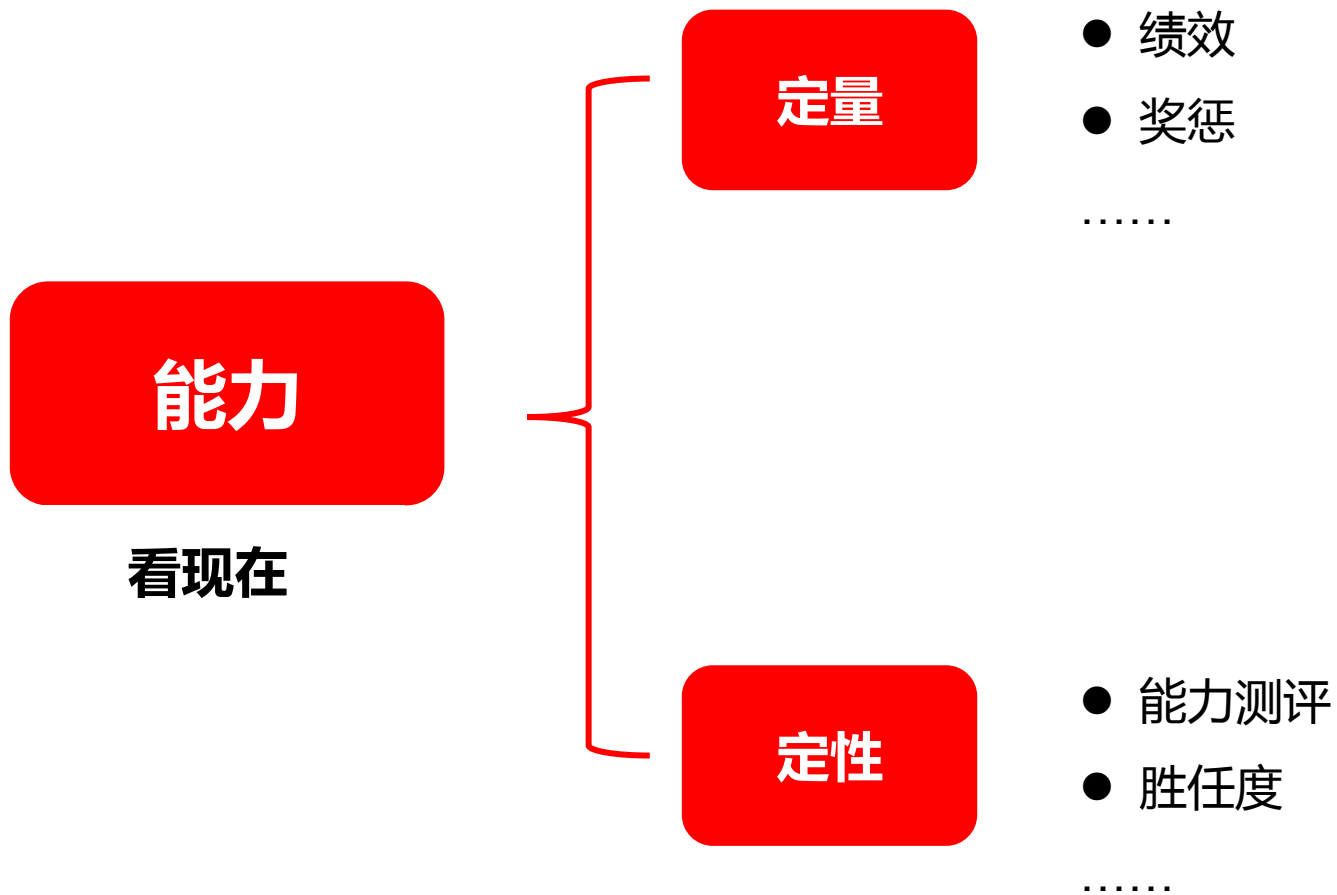 能力
看现在
定量
● 绩效
● 奖惩
……
定性
● 能力测评
● 胜任度
……